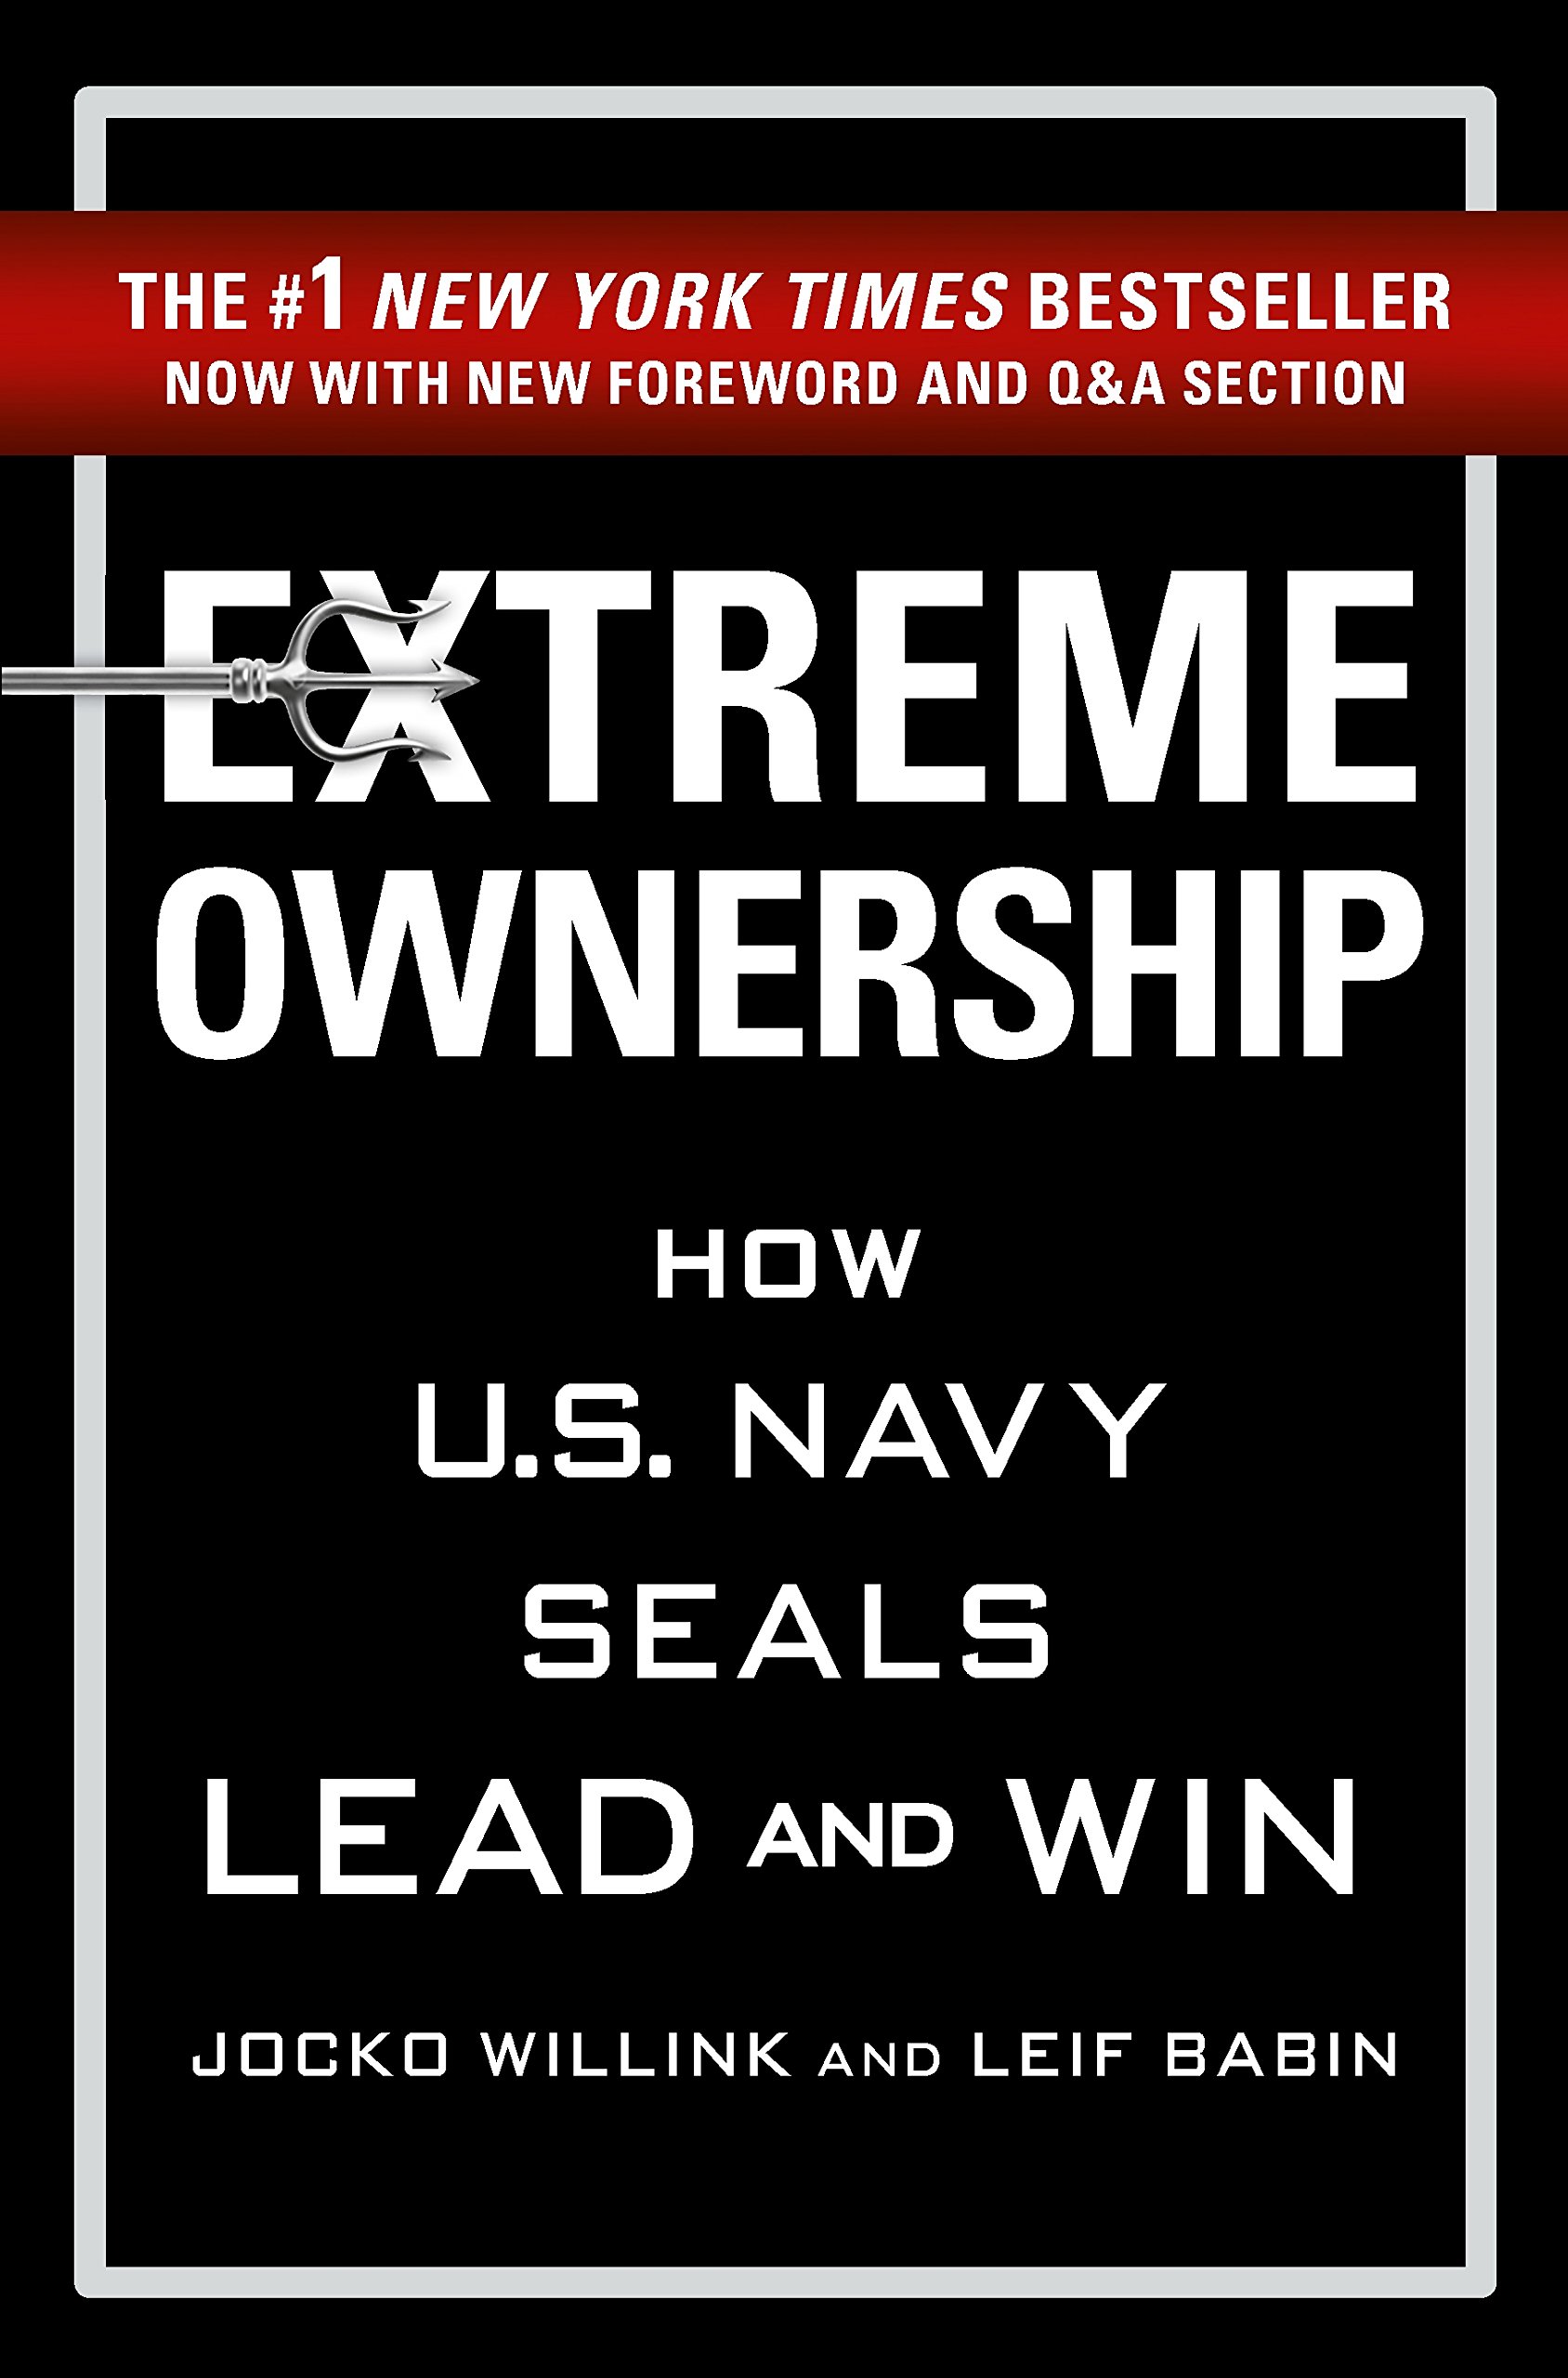 THE #1 NEW YORK TIMES BESTSELLER
NOW WITH NEW FOREWORD AND Q&A SECTION
EXTREME
OWNERSHIP
HOW
U.S. NAVY
SEALS
LEAD AND WIN
JOCKO WILLINK AND LEIF BABIN